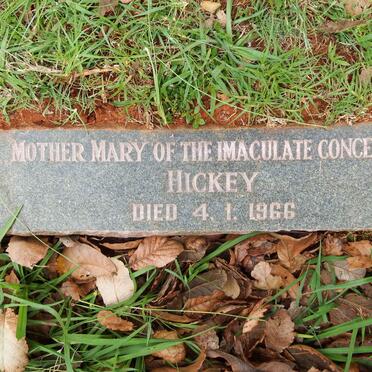 MOTHER MARY OF THE IMACULATE CONCE
HICKEY
DIED 4. 1. 1966